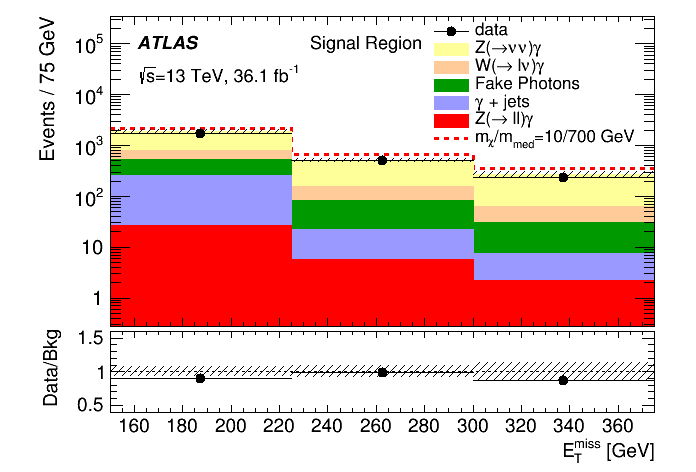 Events / 75 GeV
ATLAS
Signal Region
√s=13 TeV, 36.1 fb⁻¹
data
Z(→νν)γ
W(→ lν)γ
Fake Photons
γ + jets
Z(→ ll)γ
mχ/mmed=10/700 GeV
10⁵
10⁴
10³
10²
10
1
Data/Bkg
1.5
1
0.5
160 180 200 220 240 260 280 300 320 340 360
E_T^miss [GeV]